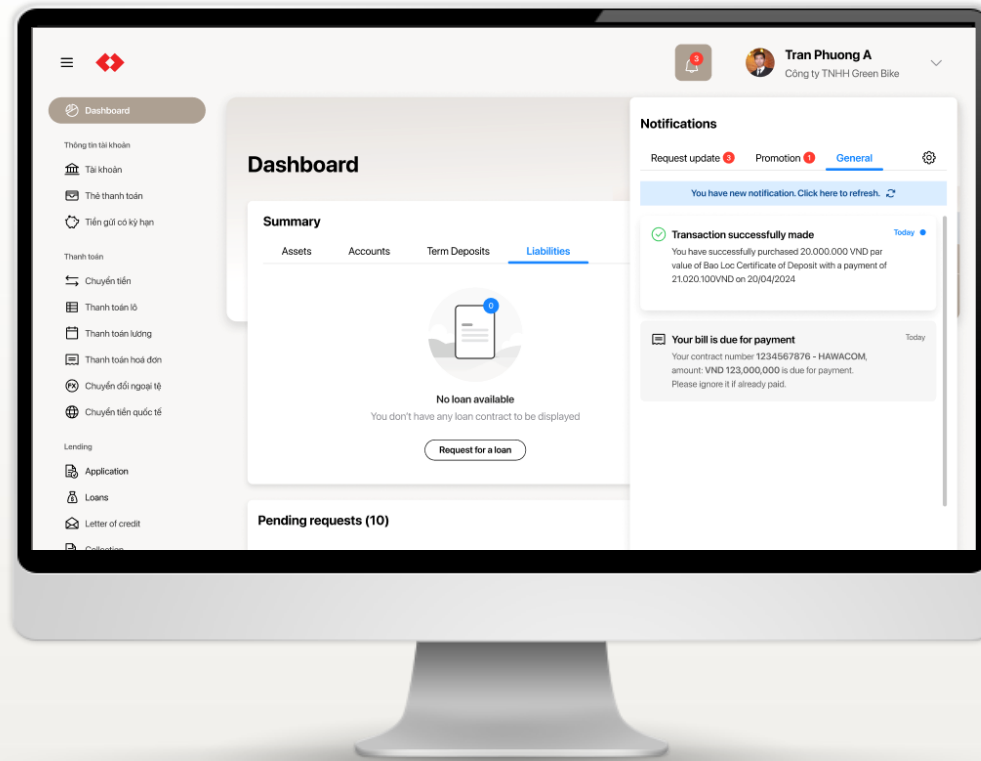 3
Tran Phuong A
Công ty TNHH Green Bike
Dashboard
Thông tin tài khoản
Tài khoản
Thẻ thanh toán
Tiền gửi có kỳ hạn
Thanh toán
Chuyển tiền
Thanh toán lô
Thanh toán lương
Thanh toán hoá đơn
FX Chuyển đổi ngoại tệ
Chuyển tiền quốc tế
Lending
Application
Loans
Letter of credit
Collection
Dashboard
Summary
Assets Accounts Term Deposits Liabilities
0
No loan available
You don't have any loan contract to be displayed
Request for a loan
Pending requests (10)
Notifications
Request update 3 Promotion 1 General
You have new notification. Click here to refresh.
Transaction successfully made Today
You have successfully purchased 20.000.000 VND par
value of Bao Loc Certificate of Deposit with a payment of
21.020.100VND on 20/04/2024
Your bill is due for payment Today
Your contract number 1234567876 - HAWACOM,
amount: VND 123,000,000 is due for payment.
Please ignore it if already paid.